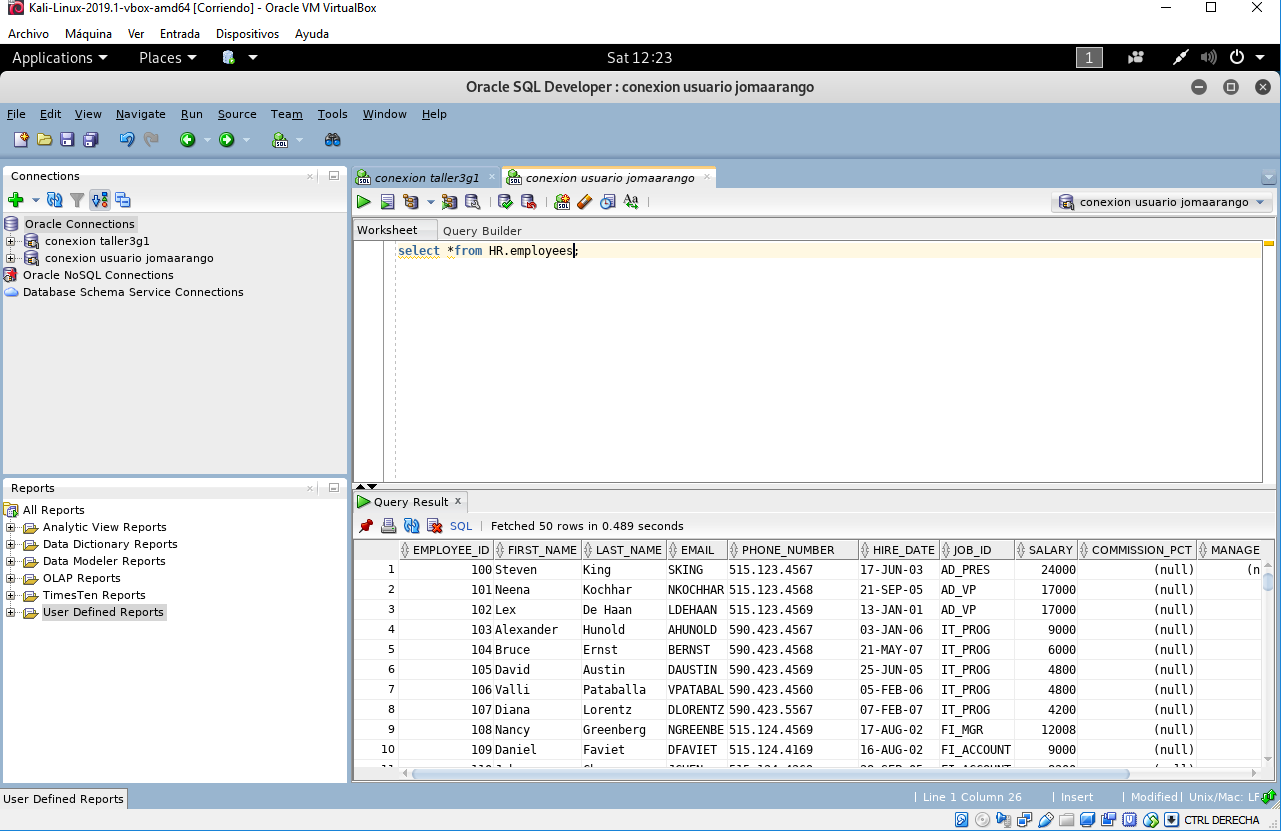 Kali-Linux-2019.1-vbox-amd64 [Corriendo] - Oracle VM VirtualBox
Archivo Máquina Ver Entrada Dispositivos Ayuda
Applications Places Sat 12:23 1
Oracle SQL Developer : conexion usuario jomaarango
File Edit View Navigate Run Source Team Tools Window Help
Connections
Oracle Connections
conexion taller3g1
conexion usuario jomaarango
Oracle NoSQL Connections
Database Schema Service Connections
conexion taller3g1 conexion usuario jomaarango
conexion usuario jomaarango
Worksheet Query Builder
select *from HR.employees;
Reports
All Reports
Analytic View Reports
Data Dictionary Reports
Data Modeler Reports
OLAP Reports
TimesTen Reports
User Defined Reports
Query Result
SQL | Fetched 50 rows in 0.489 seconds
EMPLOYEE_ID FIRST_NAME LAST_NAME EMAIL PHONE_NUMBER HIRE_DATE JOB_ID SALARY COMMISSION_PCT MANAGE
1 100 Steven King SKING 515.123.4567 17-JUN-03 AD_PRES 24000 (null) (n
2 101 Neena Kochhar NKOCHHAR 515.123.4568 21-SEP-05 AD_VP 17000 (null)
3 102 Lex De Haan LDEHAAN 515.123.4569 13-JAN-01 AD_VP 17000 (null)
4 103 Alexander Hunold AHUNOLD 590.423.4567 03-JAN-06 IT_PROG 9000 (null)
5 104 Bruce Ernst BERNST 590.423.4568 21-MAY-07 IT_PROG 6000 (null)
6 105 David Austin DAUSTIN 590.423.4569 25-JUN-05 IT_PROG 4800 (null)
7 106 Valli Pataballa VPATABAL 590.423.4560 05-FEB-06 IT_PROG 4800 (null)
8 107 Diana Lorentz DLORENTZ 590.423.5567 07-FEB-07 IT_PROG 4200 (null)
9 108 Nancy Greenberg NGREENBE 515.124.4569 17-AUG-02 FI_MGR 12008 (null)
10 109 Daniel Faviet DFAVIET 515.124.4169 16-AUG-02 FI_ACCOUNT 9000 (null)
User Defined Reports
| Line 1 Column 26 | Insert | Modified | Unix/Mac: LF
CTRL DERECHA